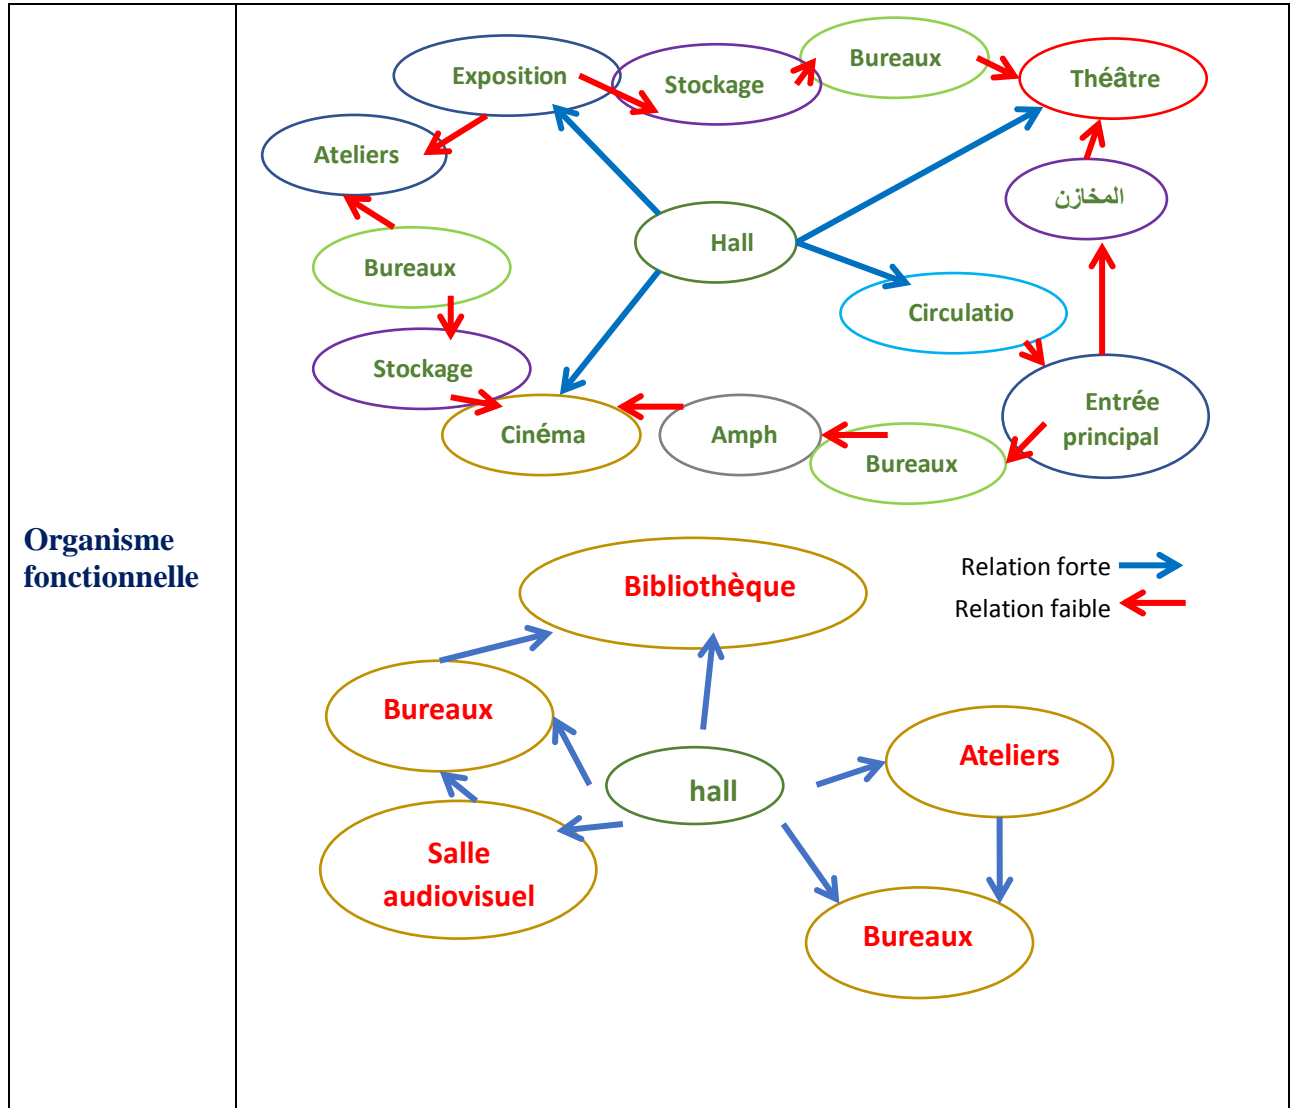 Organisme
fonctionnelle
Exposition
Stockage
Bureaux
Théâtre
Ateliers
المخازن
Hall
Bureaux
Circulatio
Stockage
Entrée
principal
Cinéma
Amph
Bureaux
Relation forte
Relation faible
Bibliothèque
Bureaux
Ateliers
hall
Salle
audiovisuel
Bureaux